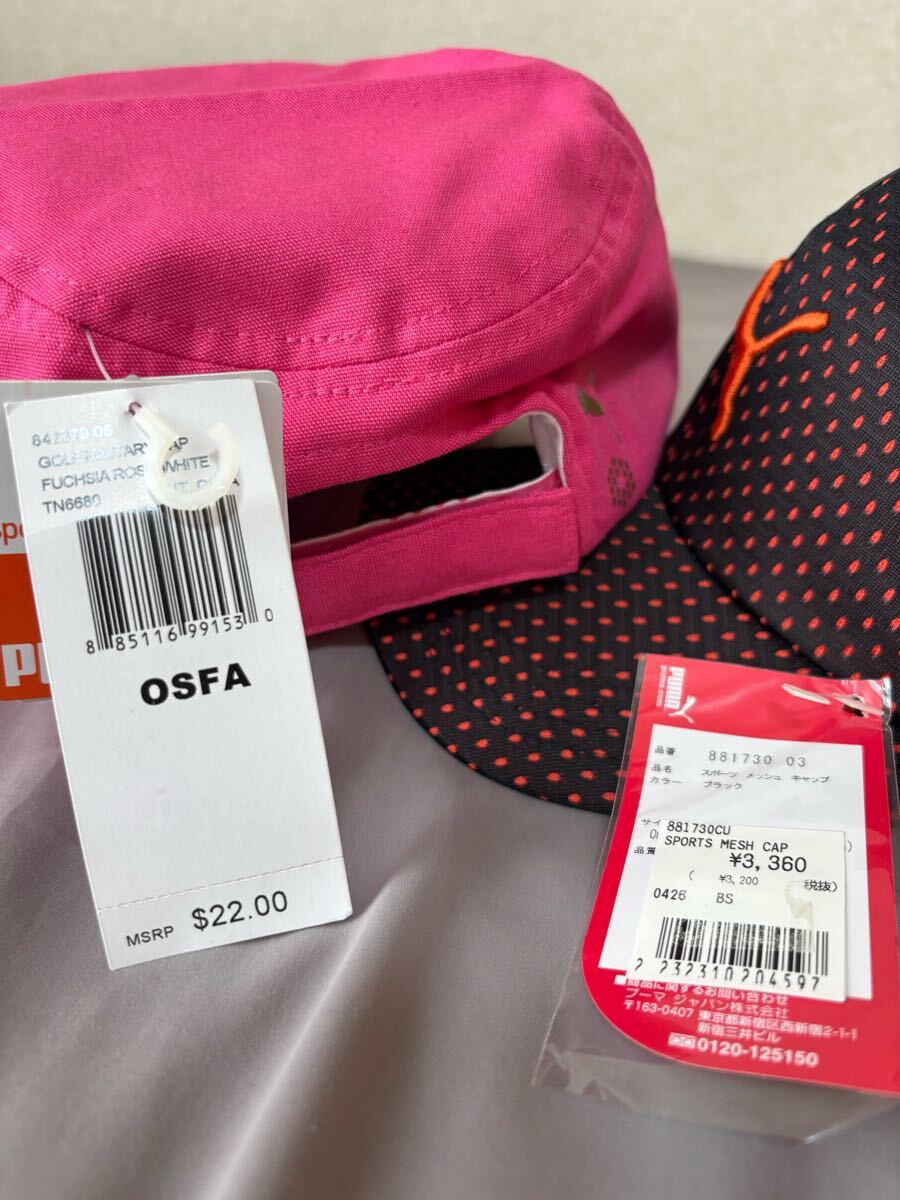 GOLF MILITARY
FUCHSIA ROS WHITE
TN6680
8 85116 99153 0
OSFA
MSRP $22.00
PUMA
puma.com
品番 881730 03
品名 スポーツ メッシュ キャップ
カラー ブラック
881730CU
SPORTS MESH CAP
¥3,360
( ¥3,200 税抜)
0426 BS
2 232310 204597
商品に関するお問い合わせ
プーマ ジャパン株式会社
〒163-0407 東京都新宿区西新宿2-1-1
新宿三井ビル
0120-125150